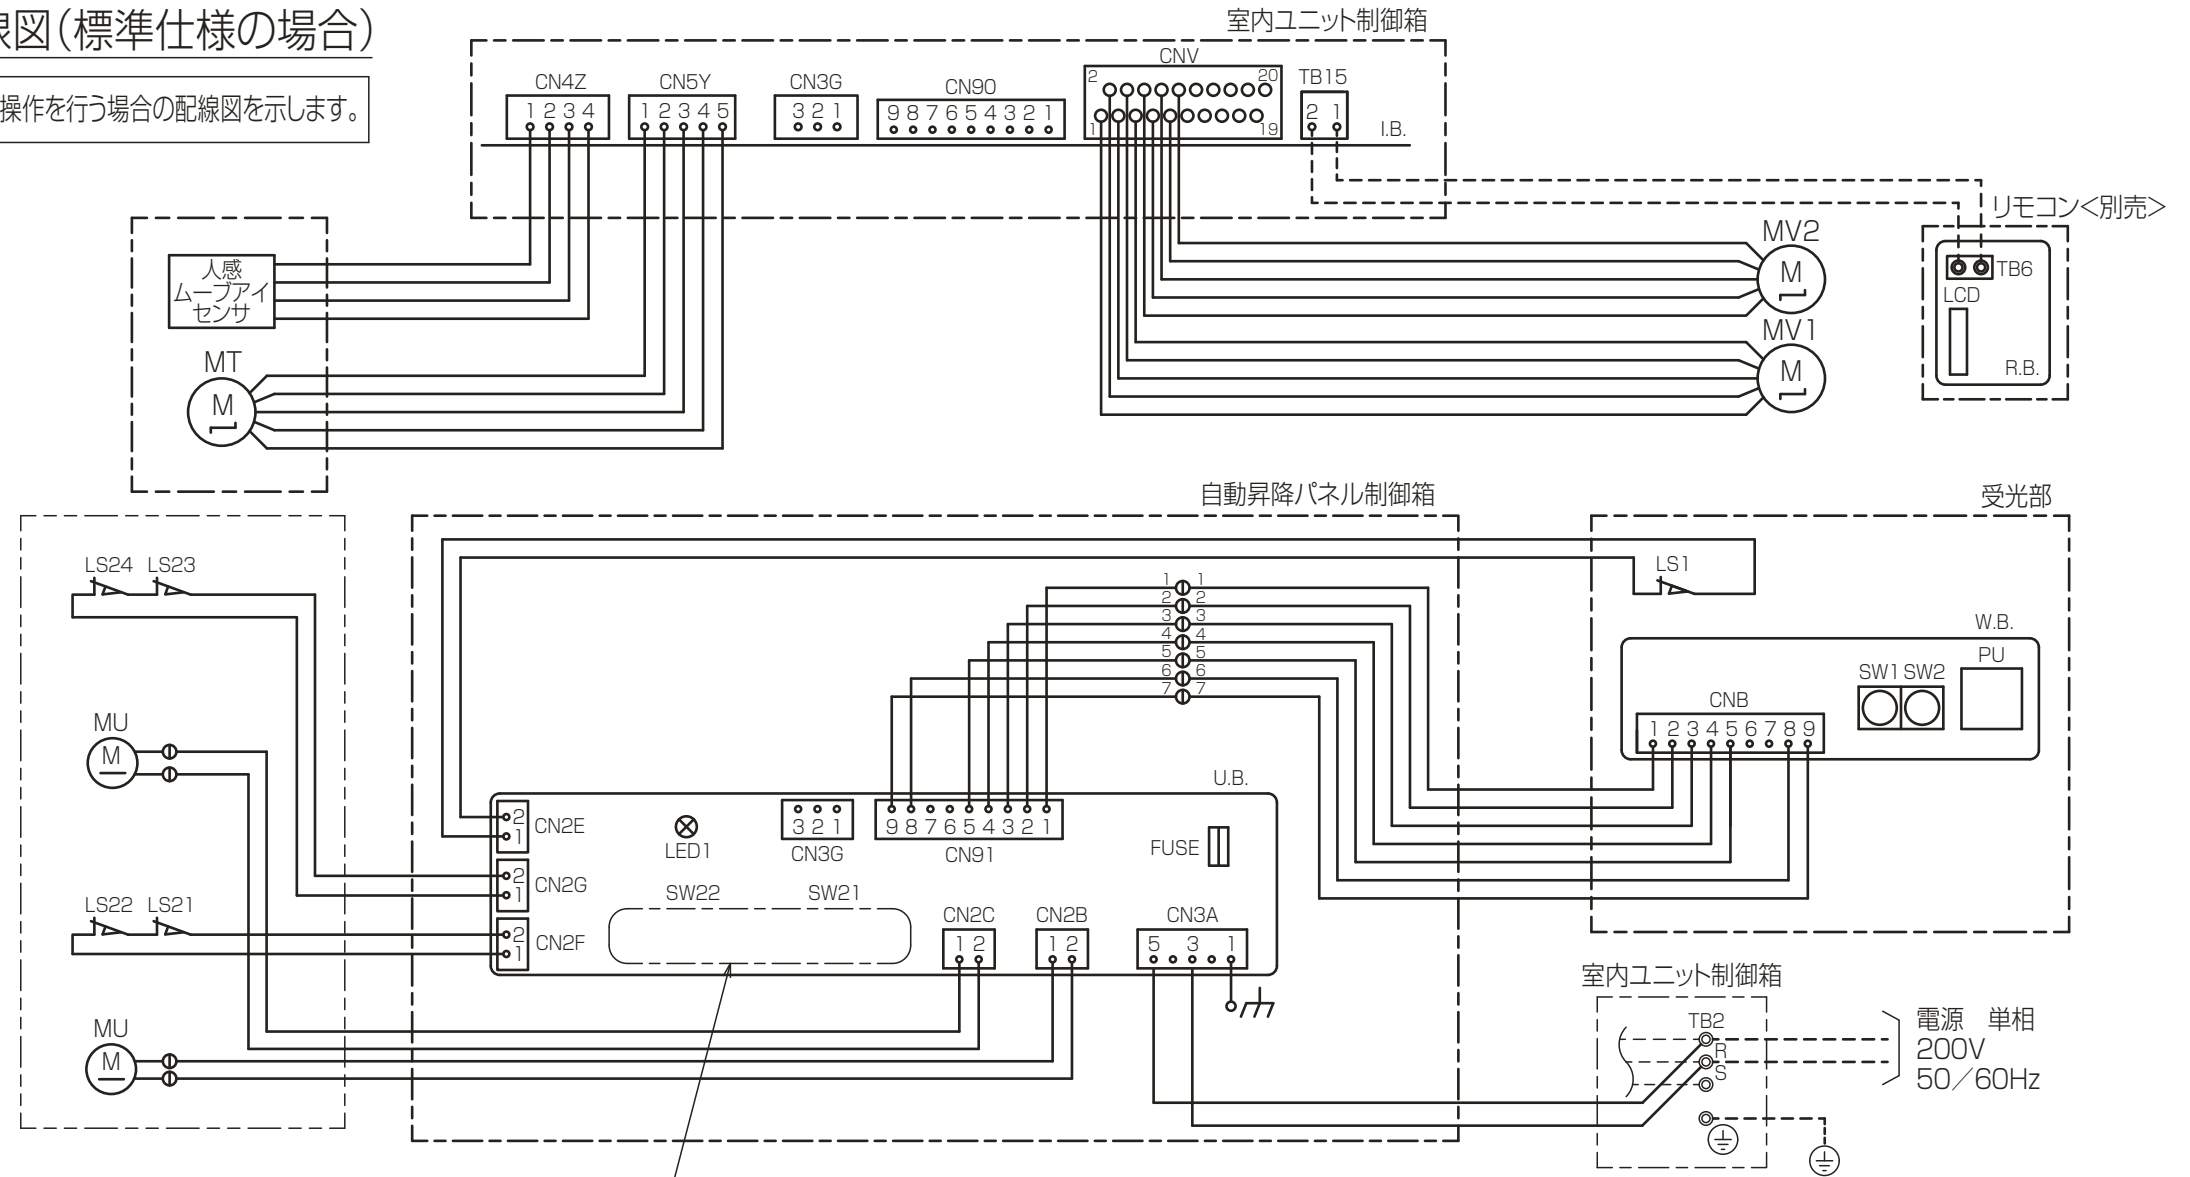 線図(標準仕様の場合)
操作を行う場合の配線図を示します。
室内ユニット制御箱
CN4Z
1 2 3 4
CN5Y
1 2 3 4 5
CN3G
3 2 1
CN90
9 8 7 6 5 4 3 2 1
CNV
2 20
1 19
TB15
2 1
I.B.
リモコン<別売>
TB6
LCD
R.B.
MV2
M
MV1
M
人感
ムーブアイ
センサ
MT
M
自動昇降パネル制御箱
受光部
LS24 LS23
LS1
1 1
2 2
3 3
4 4
5 5
6 6
7 7
W.B.
PU
SW1 SW2
CNB
1 2 3 4 5 6 7 8 9
MU
M
U.B.
2
1
CN2E
LED1
3 2 1
CN3G
9 8 7 6 5 4 3 2 1
CN91
FUSE
2
1
CN2G
SW22 SW21
LS22 LS21
2
1
CN2F
CN2C
1 2
CN2B
1 2
CN3A
5 3 1
MU
M
室内ユニット制御箱
TB2
R
S
電源 単相
200V
50/60Hz